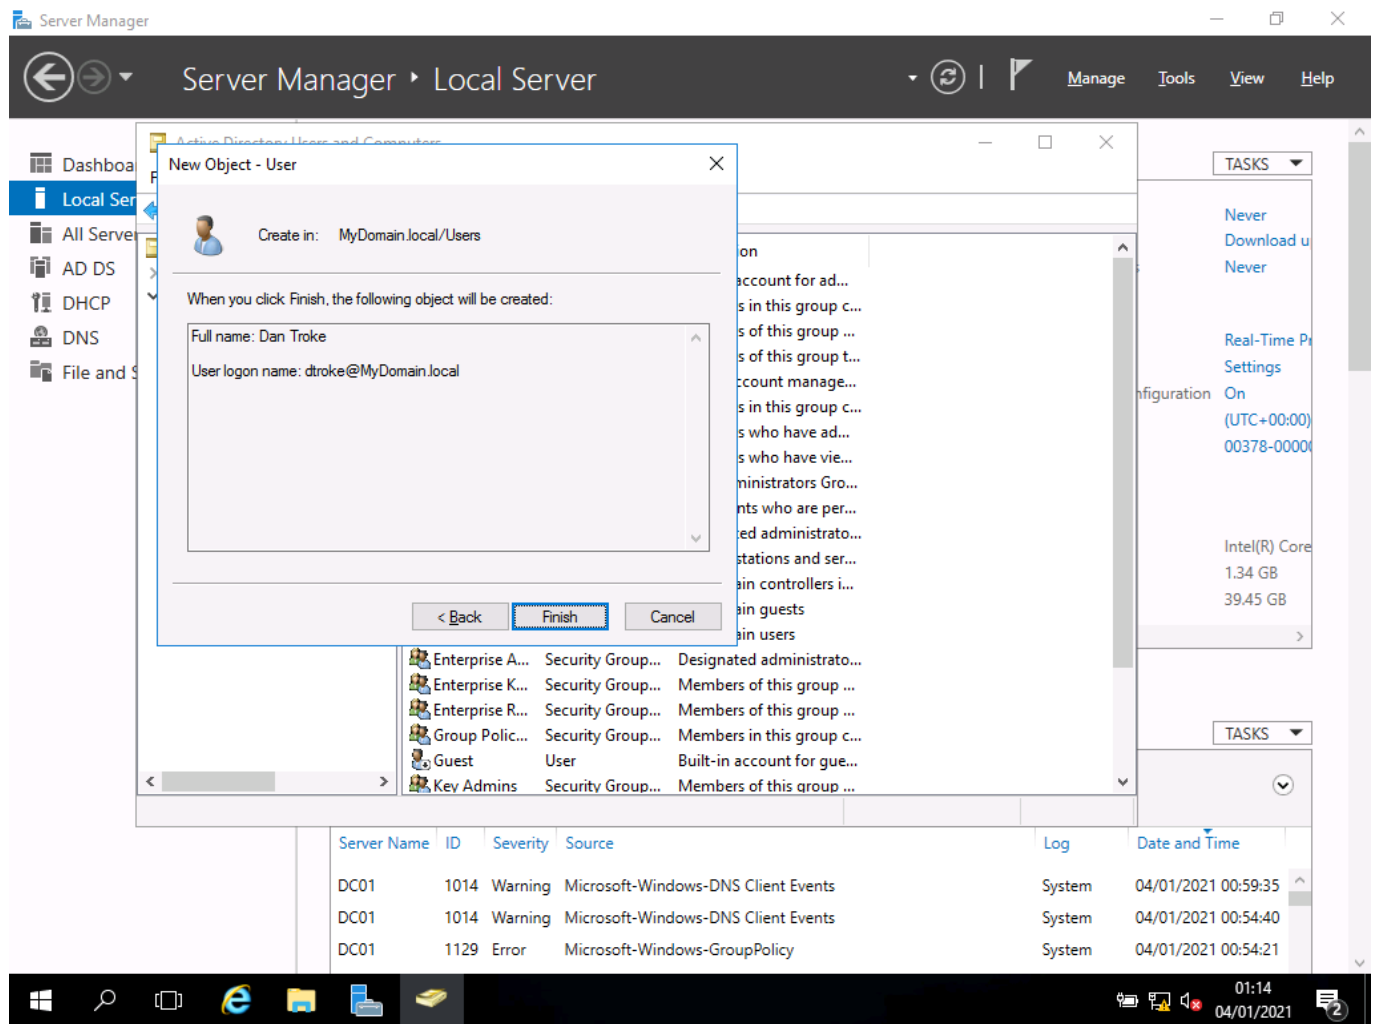 Server Manager
Server Manager ‣ Local Server
Manage Tools View Help
Active Directory Users and Computers
New Object - User
Create in: MyDomain.local/Users
When you click Finish, the following object will be created:
Full name: Dan Troke
User logon name: dtroke@MyDomain.local
< Back Finish Cancel
Dashboa
Local Ser
All Server
AD DS
DHCP
DNS
File and S
TASKS
Never
Download u
Never
Real-Time Pr
Settings
nfiguration On
(UTC+00:00)
00378-00000
Intel(R) Core
1.34 GB
39.45 GB
ion
account for ad...
s in this group c...
s of this group ...
s of this group t...
ccount manage...
s in this group c...
s who have ad...
s who have vie...
ministrators Gro...
nts who are per...
ted administrato...
stations and ser...
ain controllers i...
ain guests
ain users
Enterprise A... Security Group... Designated administrato...
Enterprise K... Security Group... Members of this group ...
Enterprise R... Security Group... Members of this group ...
Group Polic... Security Group... Members in this group c...
Guest User Built-in account for gue...
Key Admins Security Group... Members of this group ...
TASKS
Server Name ID Severity Source Log Date and Time
DC01 1014 Warning Microsoft-Windows-DNS Client Events System 04/01/2021 00:59:35
DC01 1014 Warning Microsoft-Windows-DNS Client Events System 04/01/2021 00:54:40
DC01 1129 Error Microsoft-Windows-GroupPolicy System 04/01/2021 00:54:21
01:14
04/01/2021
2